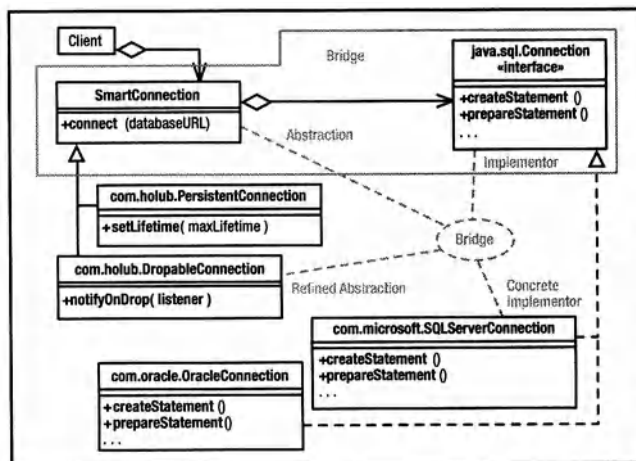 Client
Bridge
java.sql.Connection
«interface»
+createStatement ()
+prepareStatement ()
. . .
SmartConnection
+connect (databaseURL)
Abstraction
Implementor
com.holub.PersistentConnection
+setLifetime( maxLifetime )
Bridge
com.holub.DropableConnection
+notifyOnDrop( listener )
Refined Abstraction
Concrete
Implementor
com.microsoft.SQLServerConnection
+createStatement ()
+prepareStatement ()
. . .
com.oracle.OracleConnection
+createStatement ()
+prepareStatement()
. . .